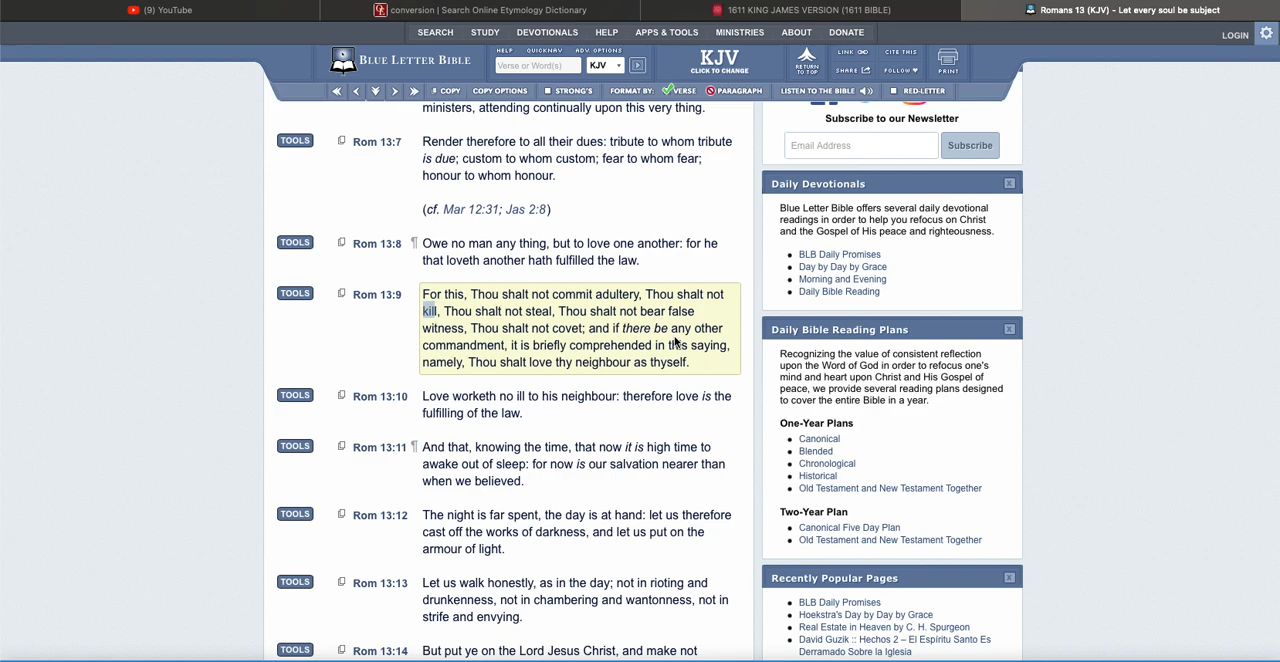 (9) YouTube
conversion | Search Online Etymology Dictionary
1611 KING JAMES VERSION (1611 BIBLE)
Romans 13 (KJV) - Let every soul be subject
SEARCH STUDY DEVOTIONALS HELP APPS & TOOLS MINISTRIES ABOUT DONATE
LOGIN
BLUE LETTER BIBLE
HELP QUICKNAV ADV. OPTIONS
Verse or Word(s)
KJV
KJV
CLICK TO CHANGE
RETURN
TO TOP
LINK
CITE THIS
SHARE
FOLLOW
PRINT
COPY COPY OPTIONS STRONG'S FORMAT BY: VERSE PARAGRAPH LISTEN TO THE BIBLE RED-LETTER
ministers, attending continually upon this very thing.
TOOLS Rom 13:7 Render therefore to all their dues: tribute to whom tribute
is due; custom to whom custom; fear to whom fear;
honour to whom honour.
(cf. Mar 12:31; Jas 2:8)
TOOLS Rom 13:8 ¶ Owe no man any thing, but to love one another: for he
that loveth another hath fulfilled the law.
TOOLS Rom 13:9 For this, Thou shalt not commit adultery, Thou shalt not
kill, Thou shalt not steal, Thou shalt not bear false
witness, Thou shalt not covet; and if there be any other
commandment, it is briefly comprehended in this saying,
namely, Thou shalt love thy neighbour as thyself.
TOOLS Rom 13:10 Love worketh no ill to his neighbour: therefore love is the
fulfilling of the law.
TOOLS Rom 13:11 ¶ And that, knowing the time, that now it is high time to
awake out of sleep: for now is our salvation nearer than
when we believed.
TOOLS Rom 13:12 The night is far spent, the day is at hand: let us therefore
cast off the works of darkness, and let us put on the
armour of light.
TOOLS Rom 13:13 Let us walk honestly, as in the day; not in rioting and
drunkenness, not in chambering and wantonness, not in
strife and envying.
TOOLS Rom 13:14 But put ye on the Lord Jesus Christ, and make not
Subscribe to our Newsletter
Email Address
Subscribe
Daily Devotionals
Blue Letter Bible offers several daily devotional
readings in order to help you refocus on Christ
and the Gospel of His peace and righteousness.
BLB Daily Promises
Day by Day by Grace
Morning and Evening
Daily Bible Reading
Daily Bible Reading Plans
Recognizing the value of consistent reflection
upon the Word of God in order to refocus one's
mind and heart upon Christ and His Gospel of
peace, we provide several reading plans designed
to cover the entire Bible in a year.
One-Year Plans
Canonical
Blended
Chronological
Historical
Old Testament and New Testament Together
Two-Year Plan
Canonical Five Day Plan
Old Testament and New Testament Together
Recently Popular Pages
BLB Daily Promises
Hoekstra's Day by Day by Grace
Real Estate in Heaven by C. H. Spurgeon
David Guzik :: Hechos 2 – El Espíritu Santo Es
Derramado Sobre la Iglesia